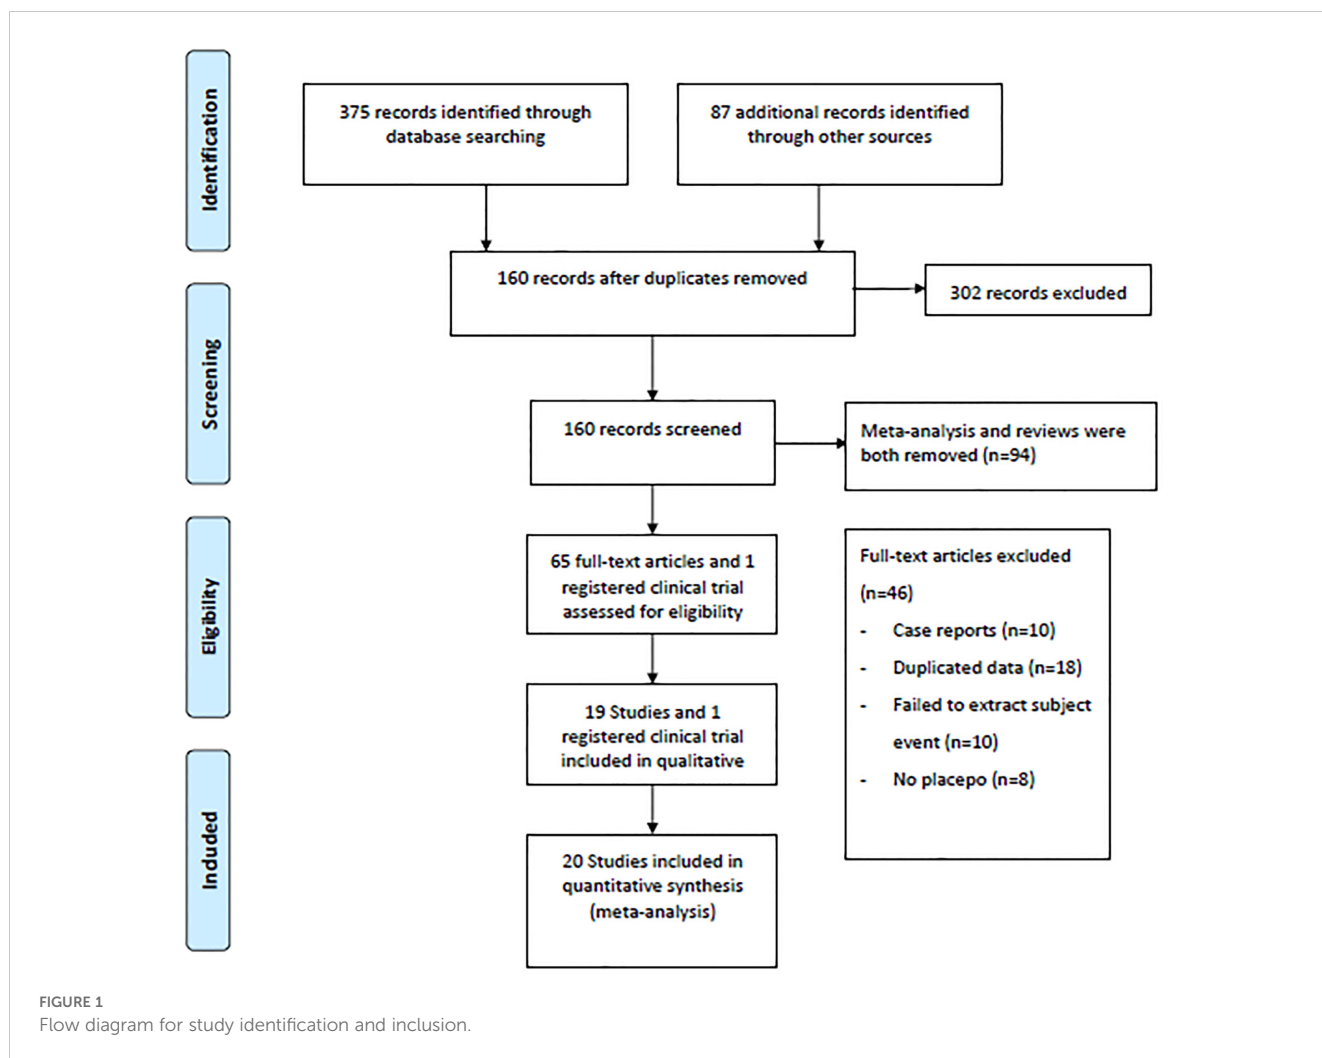 Identification
375 records identified through
database searching
87 additional records identified
through other sources
160 records after duplicates removed
302 records excluded
Screening
160 records screened
Meta-analysis and reviews were
both removed (n=94)
Eligibility
65 full-text articles and 1
registered clinical trial
assessed for eligibility
Full-text articles excluded
(n=46)
- Case reports (n=10)
- Duplicated data (n=18)
- Failed to extract subject
event (n=10)
- No placepo (n=8)
19 Studies and 1
registered clinical trial
included in qualitative
Included
20 Studies included in
quantitative synthesis
(meta-analysis)
FIGURE 1
Flow diagram for study identification and inclusion.